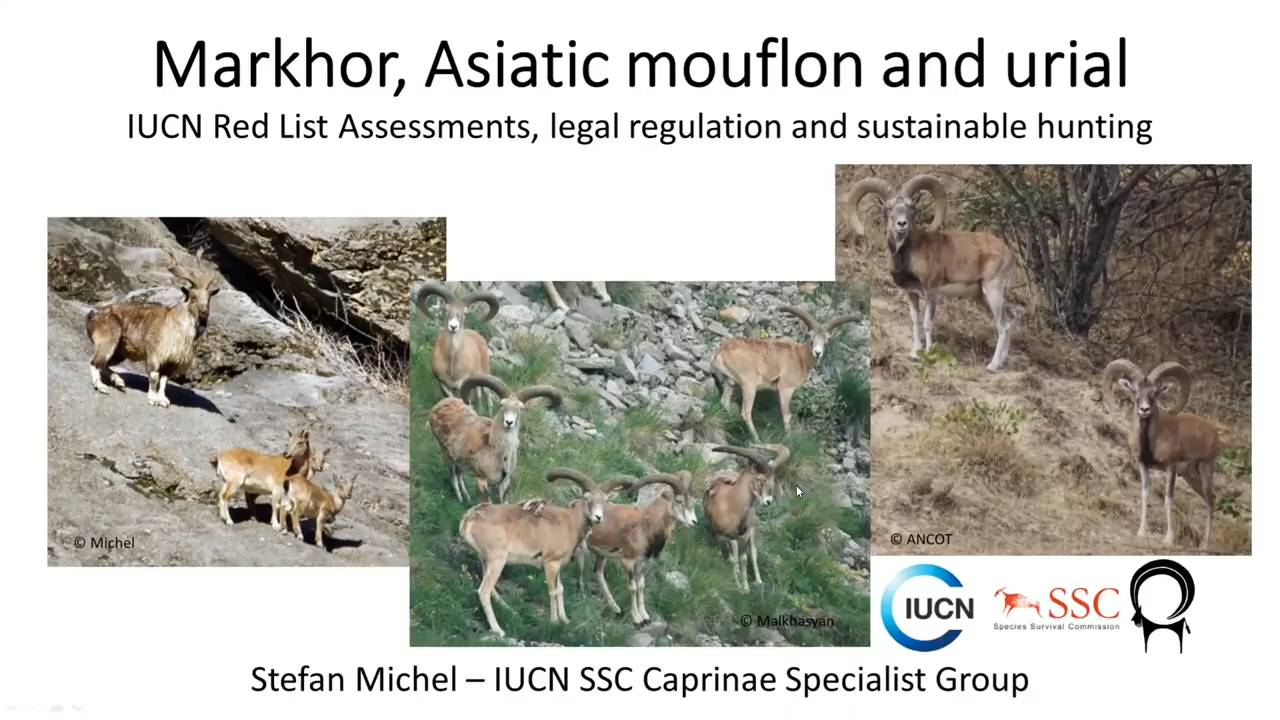 Markhor, Asiatic mouflon and urial
IUCN Red List Assessments, legal regulation and sustainable hunting
© Michel
© Malkhasyan
© ANCOT
IUCN
SSC
Species Survival Commission
Stefan Michel – IUCN SSC Caprinae Specialist Group